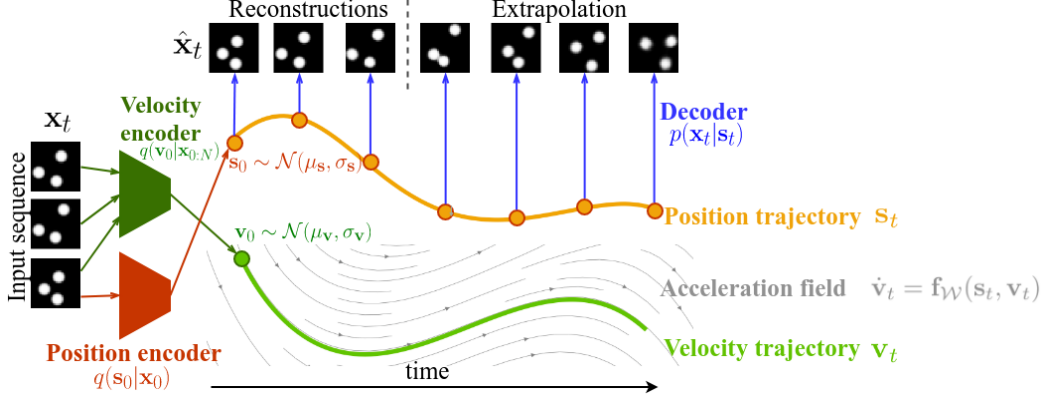 Reconstructions
Extrapolation
x̂_t
Velocity
encoder
q(v_0|x_{0:N})
x_t
Input sequence
Decoder
p(x_t|s_t)
s_0 ∼ N(μ_s, σ_s)
Position trajectory s_t
v_0 ∼ N(μ_v, σ_v)
Acceleration field v̇_t = f_W(s_t, v_t)
Position encoder
q(s_0|x_0)
Velocity trajectory v_t
time